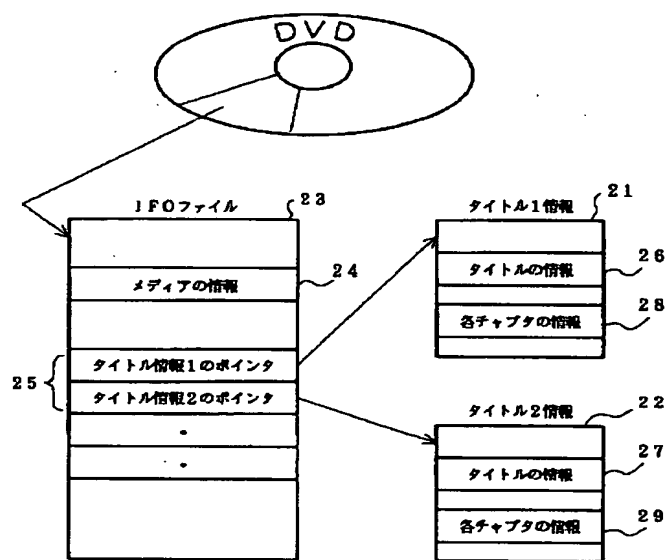 DVD
IFOファイル
23
メディアの情報
24
25
タイトル情報1のポインタ
タイトル情報2のポインタ
・
・
タイトル1情報
21
タイトルの情報
26
各チャプタの情報
28
タイトル2情報
22
タイトルの情報
27
各チャプタの情報
29